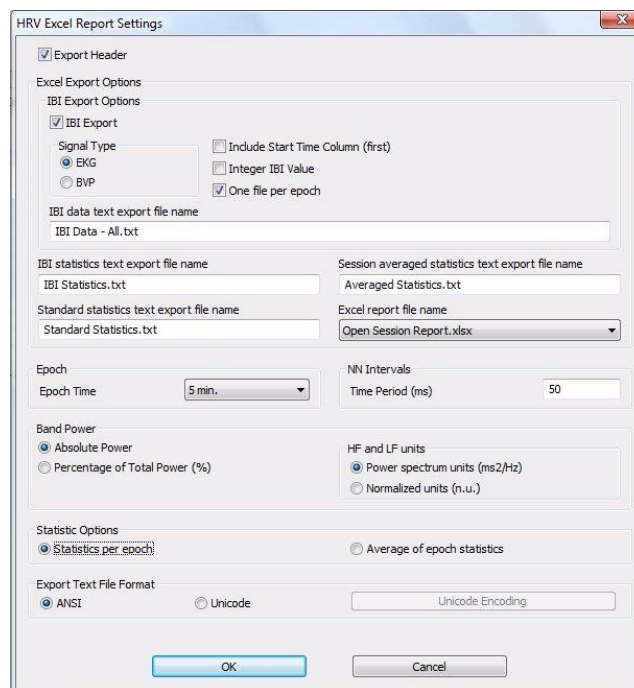 HRV Excel Report Settings
Export Header
Excel Export Options
IBI Export Options
IBI Export
Signal Type
EKG
BVP
Include Start Time Column (first)
Integer IBI Value
One file per epoch
IBI data text export file name
IBI Data - All.txt
IBI statistics text export file name
Session averaged statistics text export file name
IBI Statistics.txt
Averaged Statistics.txt
Standard statistics text export file name
Excel report file name
Standard Statistics.txt
Open Session Report.xlsx
Epoch
NN Intervals
Epoch Time
5 min.
Time Period (ms)
50
Band Power
Absolute Power
Percentage of Total Power (%)
HF and LF units
Power spectrum units (ms2/Hz)
Normalized units (n.u.)
Statistic Options
Statistics per epoch
Average of epoch statistics
Export Text File Format
ANSI
Unicode
Unicode Encoding
OK
Cancel